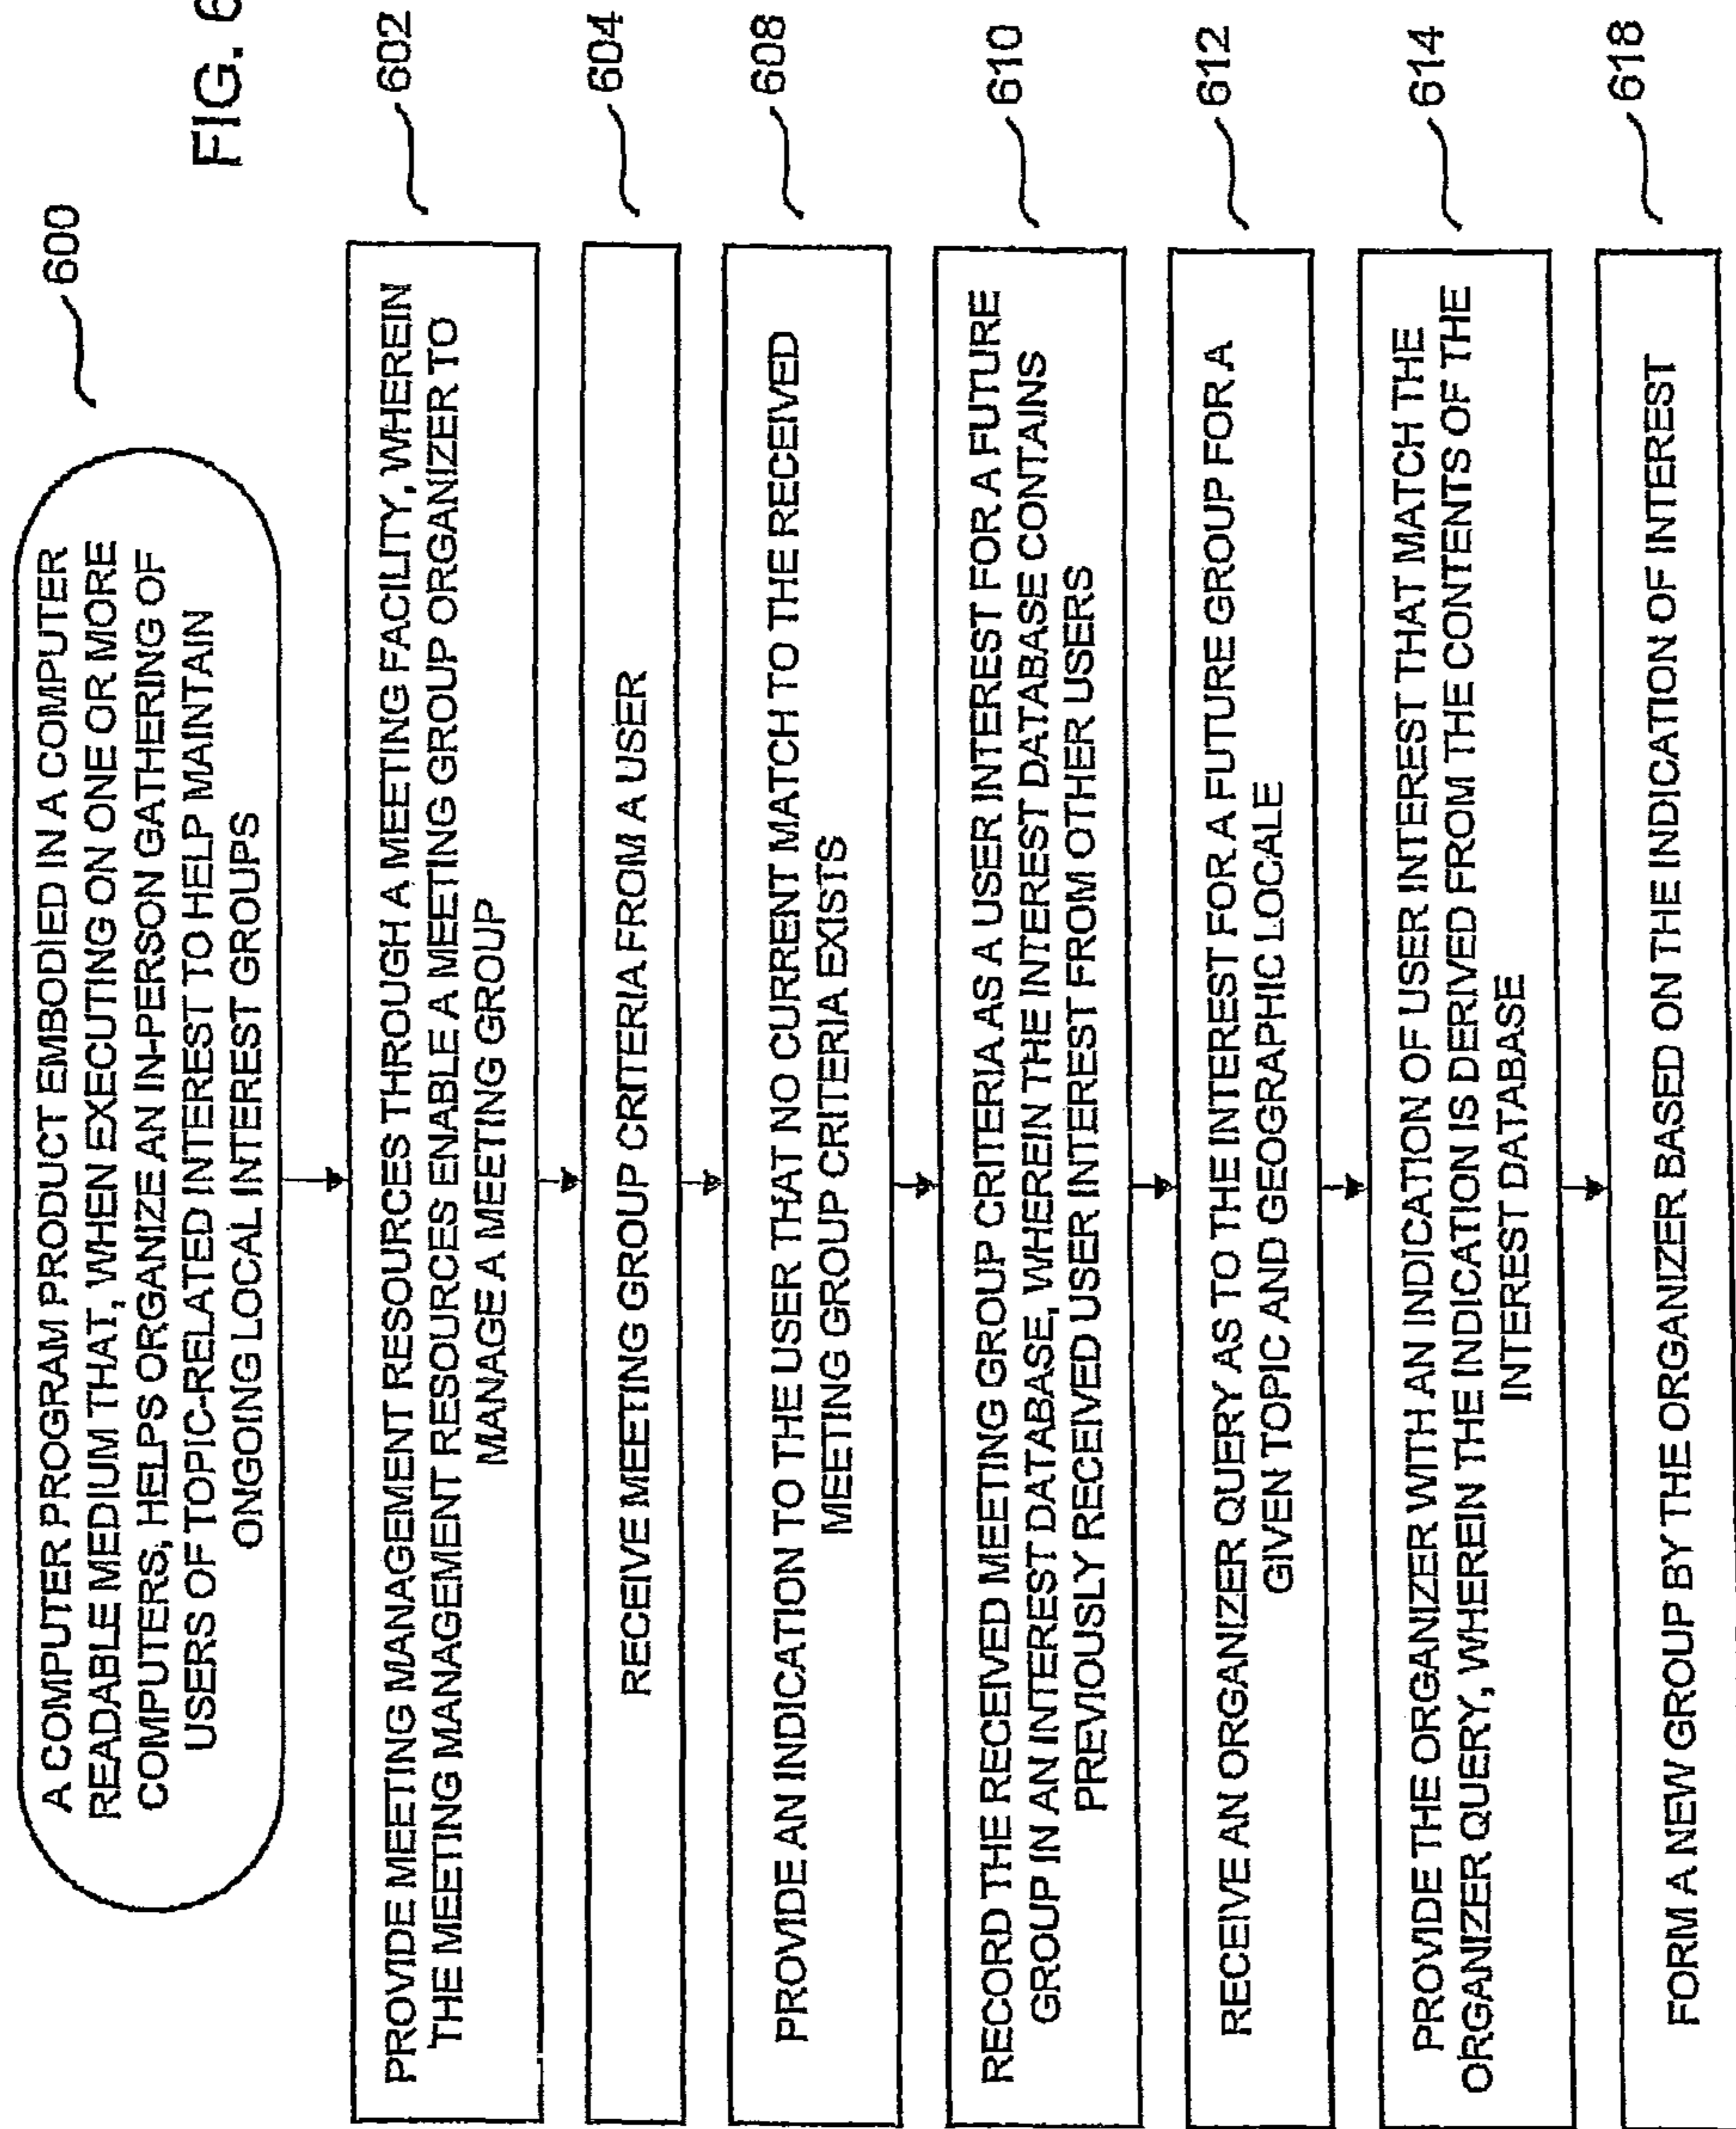 FIG. 6
600
A COMPUTER PROGRAM PRODUCT EMBODIED IN A COMPUTER
READABLE MEDIUM THAT, WHEN EXECUTING ON ONE OR MORE
COMPUTERS, HELPS ORGANIZE AN IN-PERSON GATHERING OF
USERS OF TOPIC-RELATED INTEREST TO HELP MAINTAIN
ONGOING LOCAL INTEREST GROUPS
602
PROVIDE MEETING MANAGEMENT RESOURCES THROUGH A MEETING FACILITY, WHEREIN
THE MEETING MANAGEMENT RESOURCES ENABLE A MEETING GROUP ORGANIZER TO
MANAGE A MEETING GROUP
604
RECEIVE MEETING GROUP CRITERIA FROM A USER
608
PROVIDE AN INDICATION TO THE USER THAT NO CURRENT MATCH TO THE RECEIVED
MEETING GROUP CRITERIA EXISTS
610
RECORD THE RECEIVED MEETING GROUP CRITERIA AS A USER INTEREST FOR A FUTURE
GROUP IN AN INTEREST DATABASE, WHEREIN THE INTEREST DATABASE CONTAINS
PREVIOUSLY RECEIVED USER INTEREST FROM OTHER USERS
612
RECEIVE AN ORGANIZER QUERY AS TO THE INTEREST FOR A FUTURE GROUP FOR A
GIVEN TOPIC AND GEOGRAPHIC LOCALE
614
PROVIDE THE ORGANIZER WITH AN INDICATION OF USER INTEREST THAT MATCH THE
ORGANIZER QUERY, WHEREIN THE INDICATION IS DERIVED FROM THE CONTENTS OF THE
INTEREST DATABASE
618
FORM A NEW GROUP BY THE ORGANIZER BASED ON THE INDICATION OF INTEREST